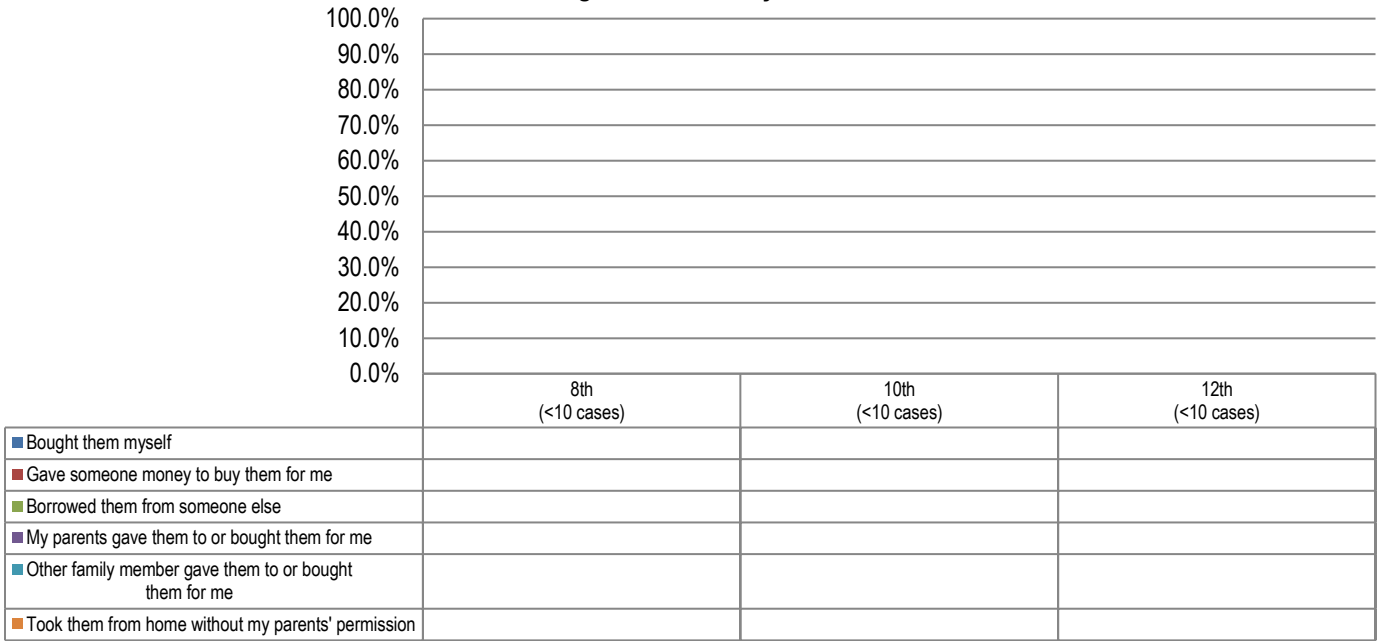 100.0%
90.0%
80.0%
70.0%
60.0%
50.0%
40.0%
30.0%
20.0%
10.0%
0.0%
8th 10th 12th
(<10 cases) (<10 cases) (<10 cases)
Bought them myself
Gave someone money to buy them for me
Borrowed them from someone else
My parents gave them to or bought them for me
Other family member gave them to or bought
them for me
Took them from home without my parents' permission